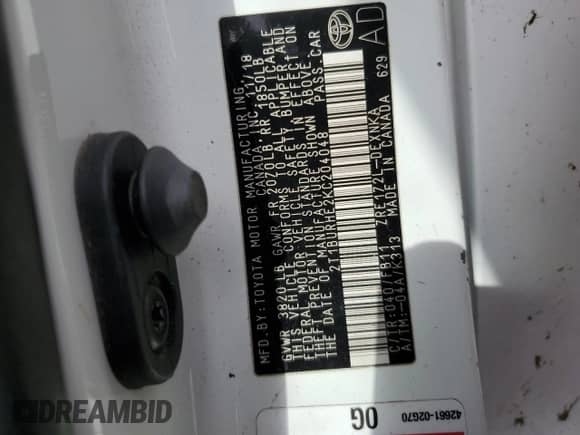 MFD.BY:TOYOTA MOTOR MANUFACTURING
CANADA INC. 11/18
GVWR 3820 LB GAWR FR 2070LB RR 1850LB
THIS VEHICLE CONFORMS TO ALL APPLICABLE
FEDERAL MOTOR VEHICLE SAFETY, BUMPER AND
THEFT PREVENTION STANDARDS IN EFFECT ON
THE DATE OF MANUFACTURE SHOWN ABOVE.
2T1BURHE2KC204048 PASS.CAR
C/TR:040/FB11 ZRE172L-DEXNKA
A/TM:-04A/K313 MADE IN CANADA 629
TOYOTA
AD
42661-02G70
0G
DREAMBID